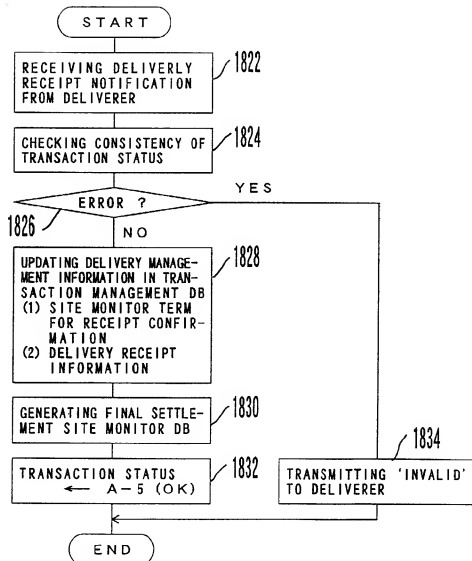 START
RECEIVING DELIVERLY
RECEIPT NOTIFICATION
FROM DELIVERER
1822
CHECKING CONSISTENCY OF
TRANSACTION STATUS
1824
ERROR ?
1826
YES
NO
UPDATING DELIVERY MANAGE-
MENT INFORMATION IN TRAN-
SACTION MANAGEMENT DB
(1) SITE MONITOR TERM
FOR RECEIPT CONFIR-
MATION
(2) DELIVERY RECEIPT
INFORMATION
1828
GENERATING FINAL SETTLE-
MENT SITE MONITOR DB
1830
TRANSACTION STATUS
← A-5 (OK)
1832
TRANSMITTING 'INVALID'
TO DELIVERER
1834
END